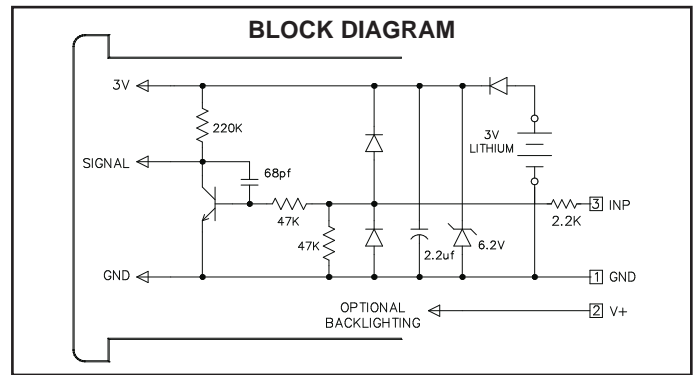 BLOCK DIAGRAM
3V
220K
3V
LITHIUM
SIGNAL
68pf
47K
3 INP
2.2K
47K
2.2uf
6.2V
GND
1 GND
OPTIONAL
BACKLIGHTING
2 V+